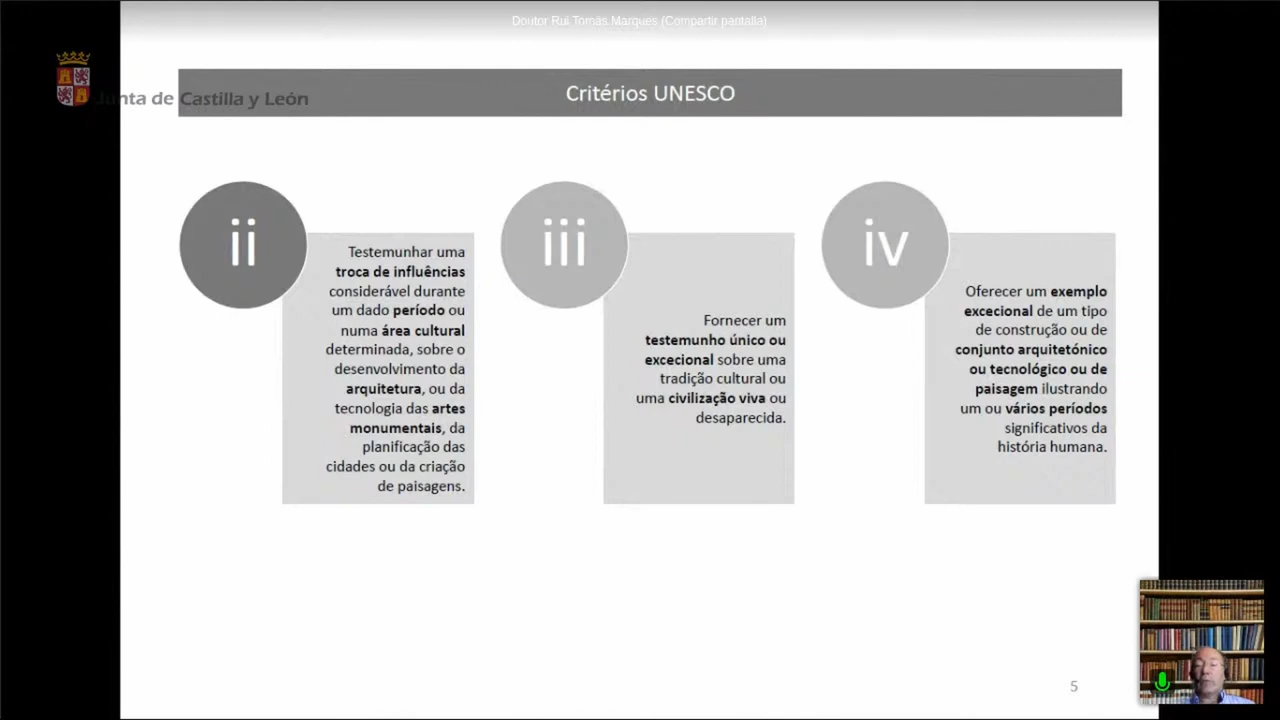 Doutor Rui Tomás Marques (Compartir pantalla)
Junta de Castilla y León
Critérios UNESCO
ii
Testemunhar uma
troca de influências
considerável durante
um dado período ou
numa área cultural
determinada, sobre o
desenvolvimento da
arquitetura, ou da
tecnologia das artes
monumentais, da
planificação das
cidades ou da criação
de paisagens.
iii
Fornecer um
testemunho único ou
excecional sobre uma
tradição cultural ou
uma civilização viva ou
desaparecida.
iv
Oferecer um exemplo
excecional de um tipo
de construção ou de
conjunto arquitetónico
ou tecnológico ou de
paisagem ilustrando
um ou vários períodos
significativos da
história humana.
5